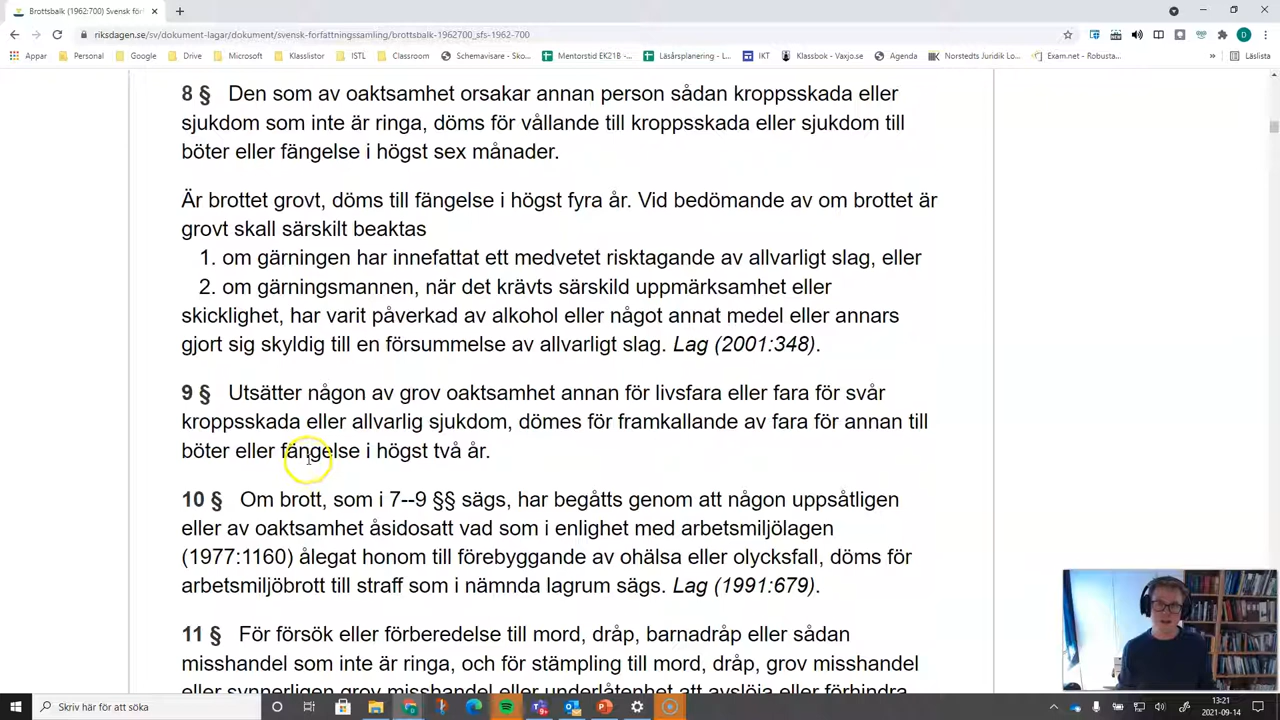 Brottsbalk (1962:700) Svensk förf
riksdagen.se/sv/dokument-lagar/dokument/svensk-forfattningssamling/brottsbalk-1962700_sfs-1962-700
D
Appar Personal Google Drive Microsoft Klasslistor ISTL Classroom Schemavisare - Sko... Mentorstid EK21B -... Läsårsplanering - L... IKT Klassbok - Vaxjo.se Agenda Norstedts Juridik Lo... Exam.net - Robusta... » Läslista
8 § Den som av oaktsamhet orsakar annan person sådan kroppsskada eller
sjukdom som inte är ringa, döms för vållande till kroppsskada eller sjukdom till
böter eller fängelse i högst sex månader.
Är brottet grovt, döms till fängelse i högst fyra år. Vid bedömande av om brottet är
grovt skall särskilt beaktas
1. om gärningen har innefattat ett medvetet risktagande av allvarligt slag, eller
2. om gärningsmannen, när det krävts särskild uppmärksamhet eller
skicklighet, har varit påverkad av alkohol eller något annat medel eller annars
gjort sig skyldig till en försummelse av allvarligt slag. Lag (2001:348).
9 § Utsätter någon av grov oaktsamhet annan för livsfara eller fara för svår
kroppsskada eller allvarlig sjukdom, dömes för framkallande av fara för annan till
böter eller fängelse i högst två år.
10 § Om brott, som i 7--9 §§ sägs, har begåtts genom att någon uppsåtligen
eller av oaktsamhet åsidosatt vad som i enlighet med arbetsmiljölagen
(1977:1160) ålegat honom till förebyggande av ohälsa eller olycksfall, döms för
arbetsmiljöbrott till straff som i nämnda lagrum sägs. Lag (1991:679).
11 § För försök eller förberedelse till mord, dråp, barnadråp eller sådan
misshandel som inte är ringa, och för stämpling till mord, dråp, grov misshandel
eller synnerligen grov misshandel eller underlåtenhet att avslöja eller förhindra
Skriv här för att söka
13:21
2021-09-14